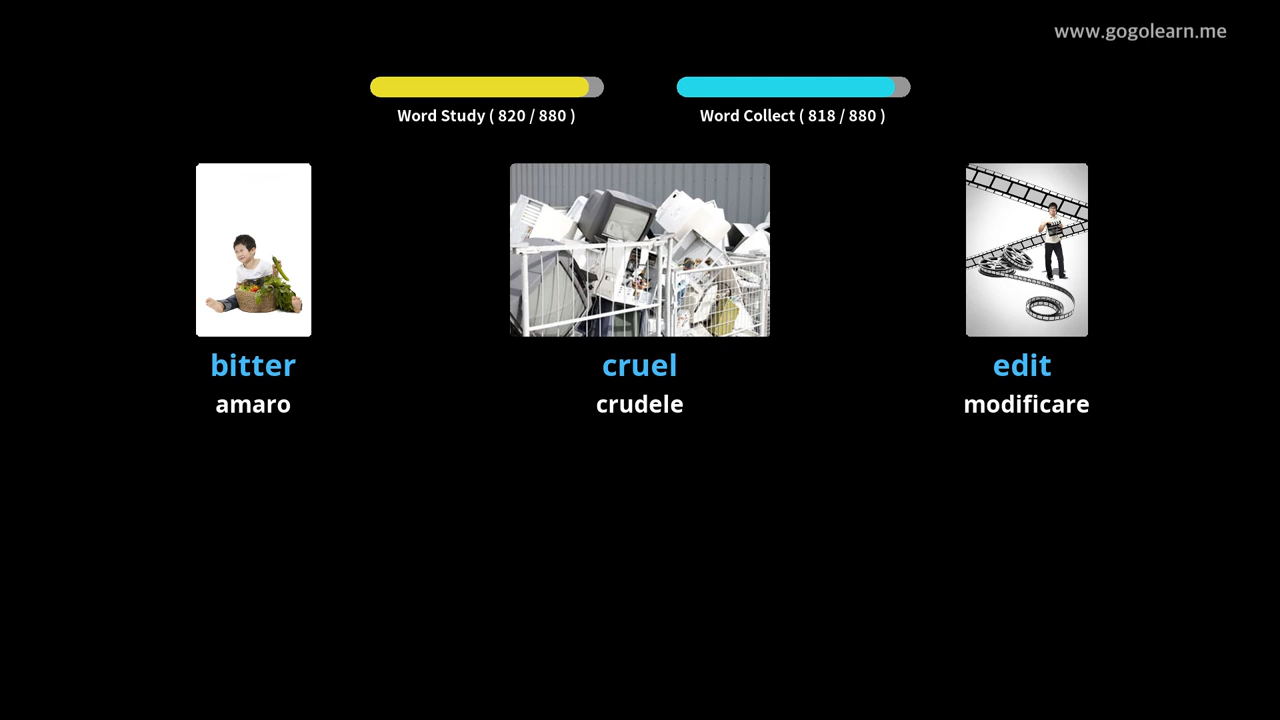 www.gogolearn.me
Word Study ( 820 / 880 )
Word Collect ( 818 / 880 )
bitter
cruel
edit
amaro
crudele
modificare